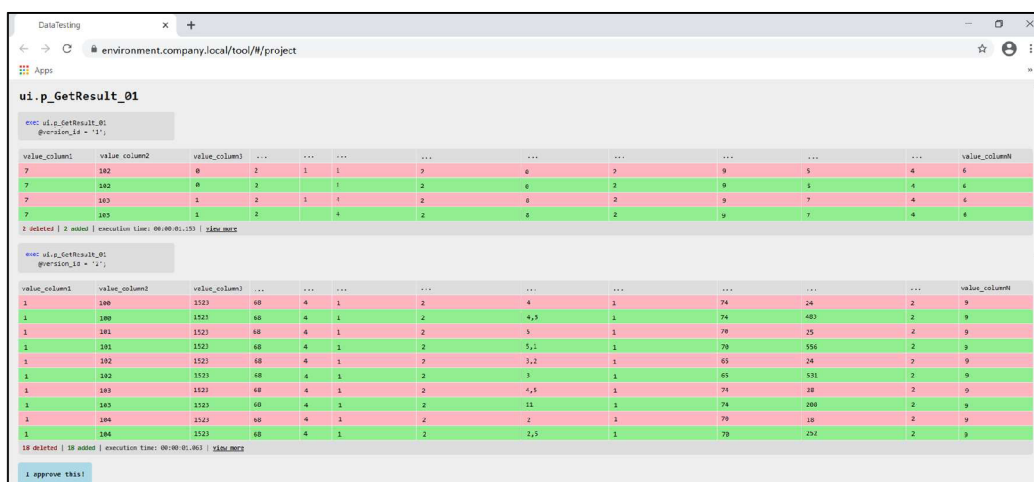 DataTesting
environment.company.local/tool/#/project
Apps
ui.p_GetResult_01
exec ui.p_GetResult_01
@version_id = '1';
value_column1 value column2 value_column3 ... ... ... ... ... ... ... ... ... value_columnN
7 102 0 2 1 1 2 8 2 9 5 4 6
7 102 0 2 1 2 8 2 9 5 4 6
7 103 1 2 1 4 2 8 2 9 7 4 6
7 103 1 2 4 2 8 2 9 7 4 6
2 deleted | 2 added | execution time: 00:00:01.153 | view more
exec ui.p_GetResult_01
@version_id = '2';
value_column1 value_column2 value_column3 ... ... ... ... ... ... ... ... ... value_columnN
1 100 1523 68 4 1 2 4 1 74 24 2 9
1 100 1523 68 4 1 2 4,5 1 74 483 2 9
1 101 1523 68 4 1 2 5 1 70 25 2 9
1 101 1523 68 4 1 2 5,1 1 70 556 2 9
1 102 1523 68 4 1 2 3,2 1 65 24 2 9
1 102 1523 68 4 1 2 3 1 65 531 2 9
1 103 1523 68 4 1 2 4,5 1 74 28 2 9
1 103 1523 68 4 1 2 11 1 74 200 2 9
1 104 1523 68 4 1 2 2 1 70 18 2 9
1 104 1523 68 4 1 2 2,5 1 70 252 2 9
18 deleted | 18 added | execution time: 00:00:01.063 | view more
I approve this!